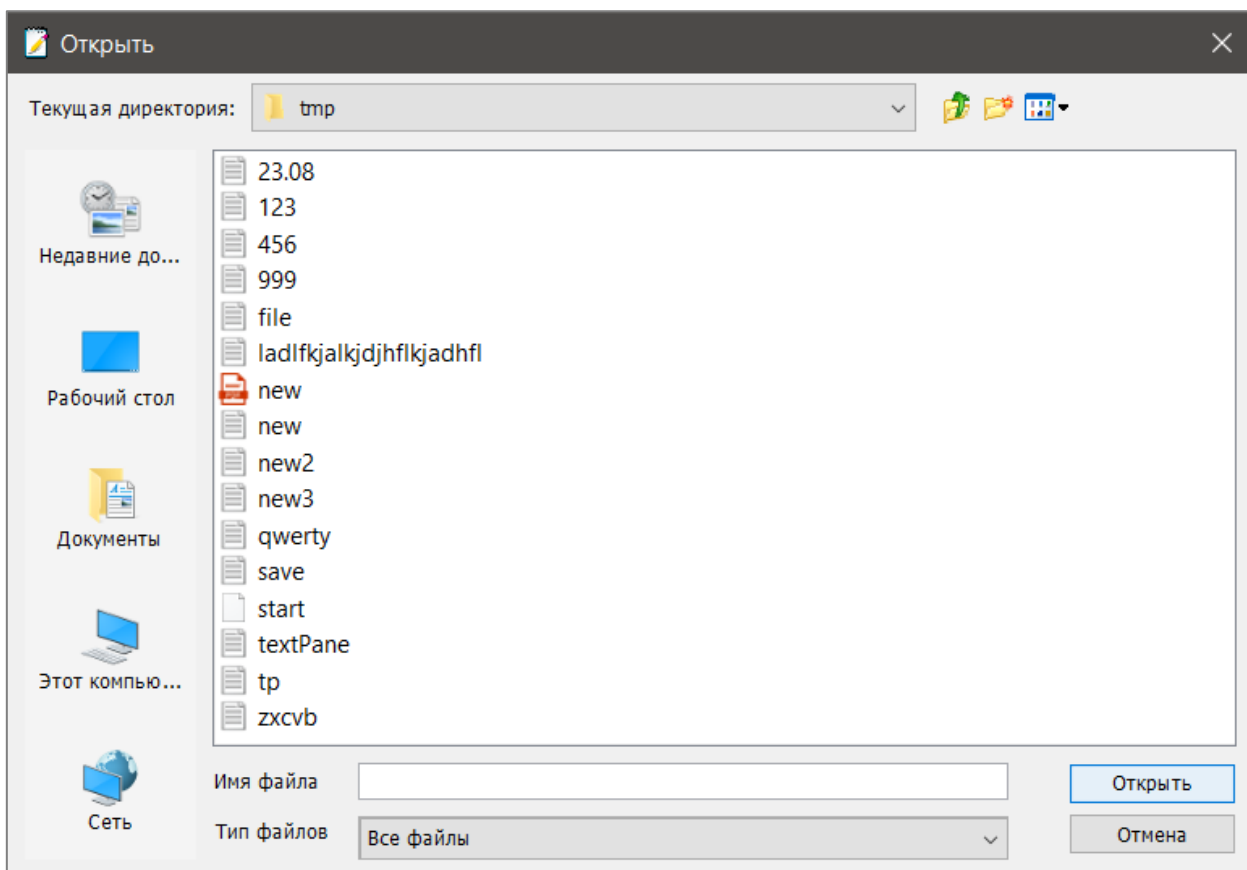 Открыть
Текущая директория: tmp
23.08
123
456
999
file
ladlfkjalkjdjhflkjadhfl
new
new
new2
new3
qwerty
save
start
textPane
tp
zxcvb
Недавние до...
Рабочий стол
Документы
Этот компью...
Сеть
Имя файла
Открыть
Тип файлов Все файлы
Отмена